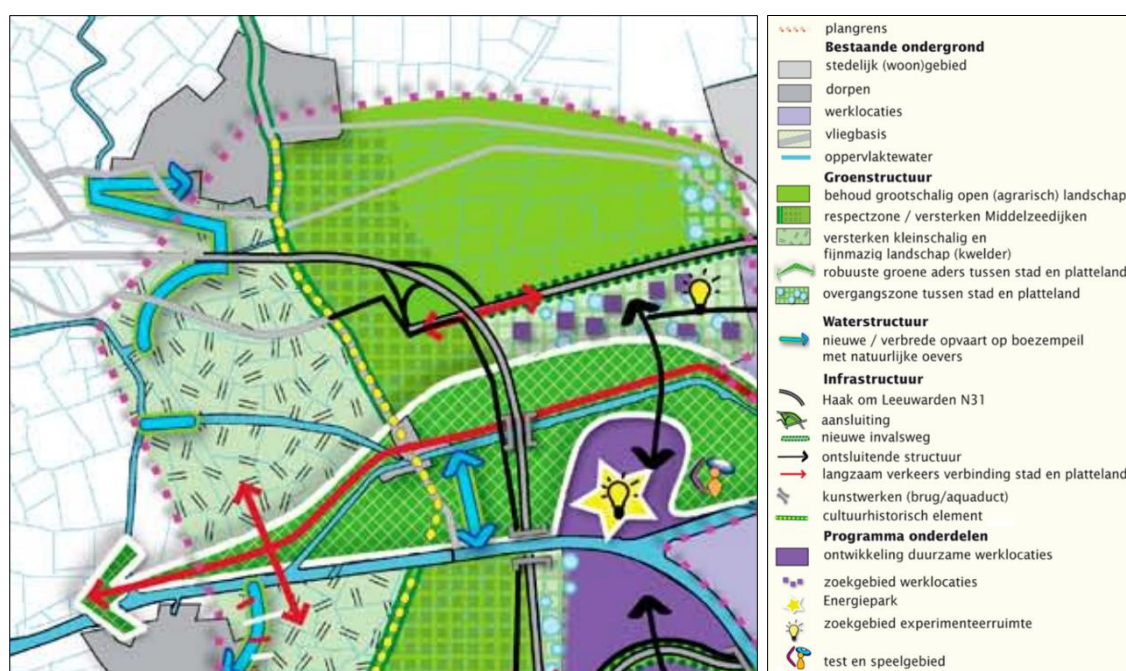 plangrens
Bestaande ondergrond
stedelijk (woon)gebied
dorpen
werklocaties
vliegbasis
oppervlaktewater
Groenstructuur
behoud grootschalig open (agrarisch) landschap
respectzone / versterken Middelzeedijken
versterken kleinschalig en
fijnmazig landschap (kwelder)
robuuste groene aders tussen stad en platteland
overgangszone tussen stad en platteland
Waterstructuur
nieuwe / verbrede opvaart op boezempeil
met natuurlijke oevers
Infrastructuur
Haak om Leeuwarden N31
aansluiting
nieuwe invalsweg
ontsluitende structuur
langzaam verkeers verbinding stad en platteland
kunstwerken (brug/aquaduct)
cultuurhistorisch element
Programma onderdelen
ontwikkeling duurzame werklocaties
zoekgebied werklocaties
Energiepark
zoekgebied experimenteerruimte
test en speelgebied